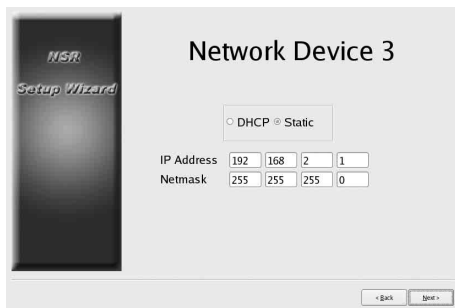 NSR
Setup Wizard
Network Device 3
DHCP Static
IP Address 192 168 2 1
Netmask 255 255 255 0
< Back Next >